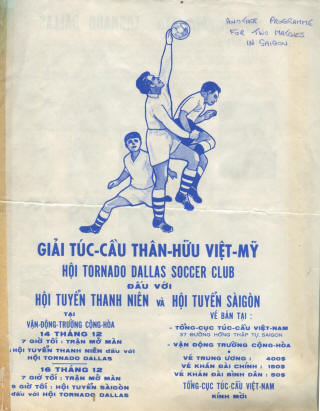 ANOTHER PROGRAMME
FOR TWO MATCHES
IN SAIGON.
GIẢI TÚC-CẦU THÂN-HỮU VIỆT-MỸ
HỘI TORNADO DALLAS SOCCER CLUB
ĐẤU VỚI
HỘI TUYỂN THANH NIÊN và HỘI TUYỂN SÀIGÒN
TẠI
VẬN-ĐỘNG-TRƯỜNG CỘNG-HÒA
14 THÁNG 12
7 GIỜ TỐI : TRẬN MỞ MÀN
HỘI TUYỂN THANH NIÊN đấu với
HỘI TORNADO DALLAS
16 THÁNG 12
7 GIỜ TỐI : TRẬN MỞ MÀN
9 GIỜ TỐI : HỘI TUYỂN SÀIGÒN
đấu với HỘI TORNADO DALLAS
VÉ BÁN TẠI :
- TỔNG-CỤC TÚC-CẦU VIỆT-NAM
37 ĐƯỜNG HỒNG THẬP TỰ, SAIGON
- VẬN ĐỘNG TRƯỜNG CỘNG-HÒA
- VÉ TRUNG ƯƠNG : 400$
- VÉ KHÁN ĐÀI CHÍNH : 150$
- VÉ KHÁN ĐÀI BÌNH DÂN : 50$
TỔNG-CỤC TÚC-CẦU VIỆT-NAM
KÍNH MỜI